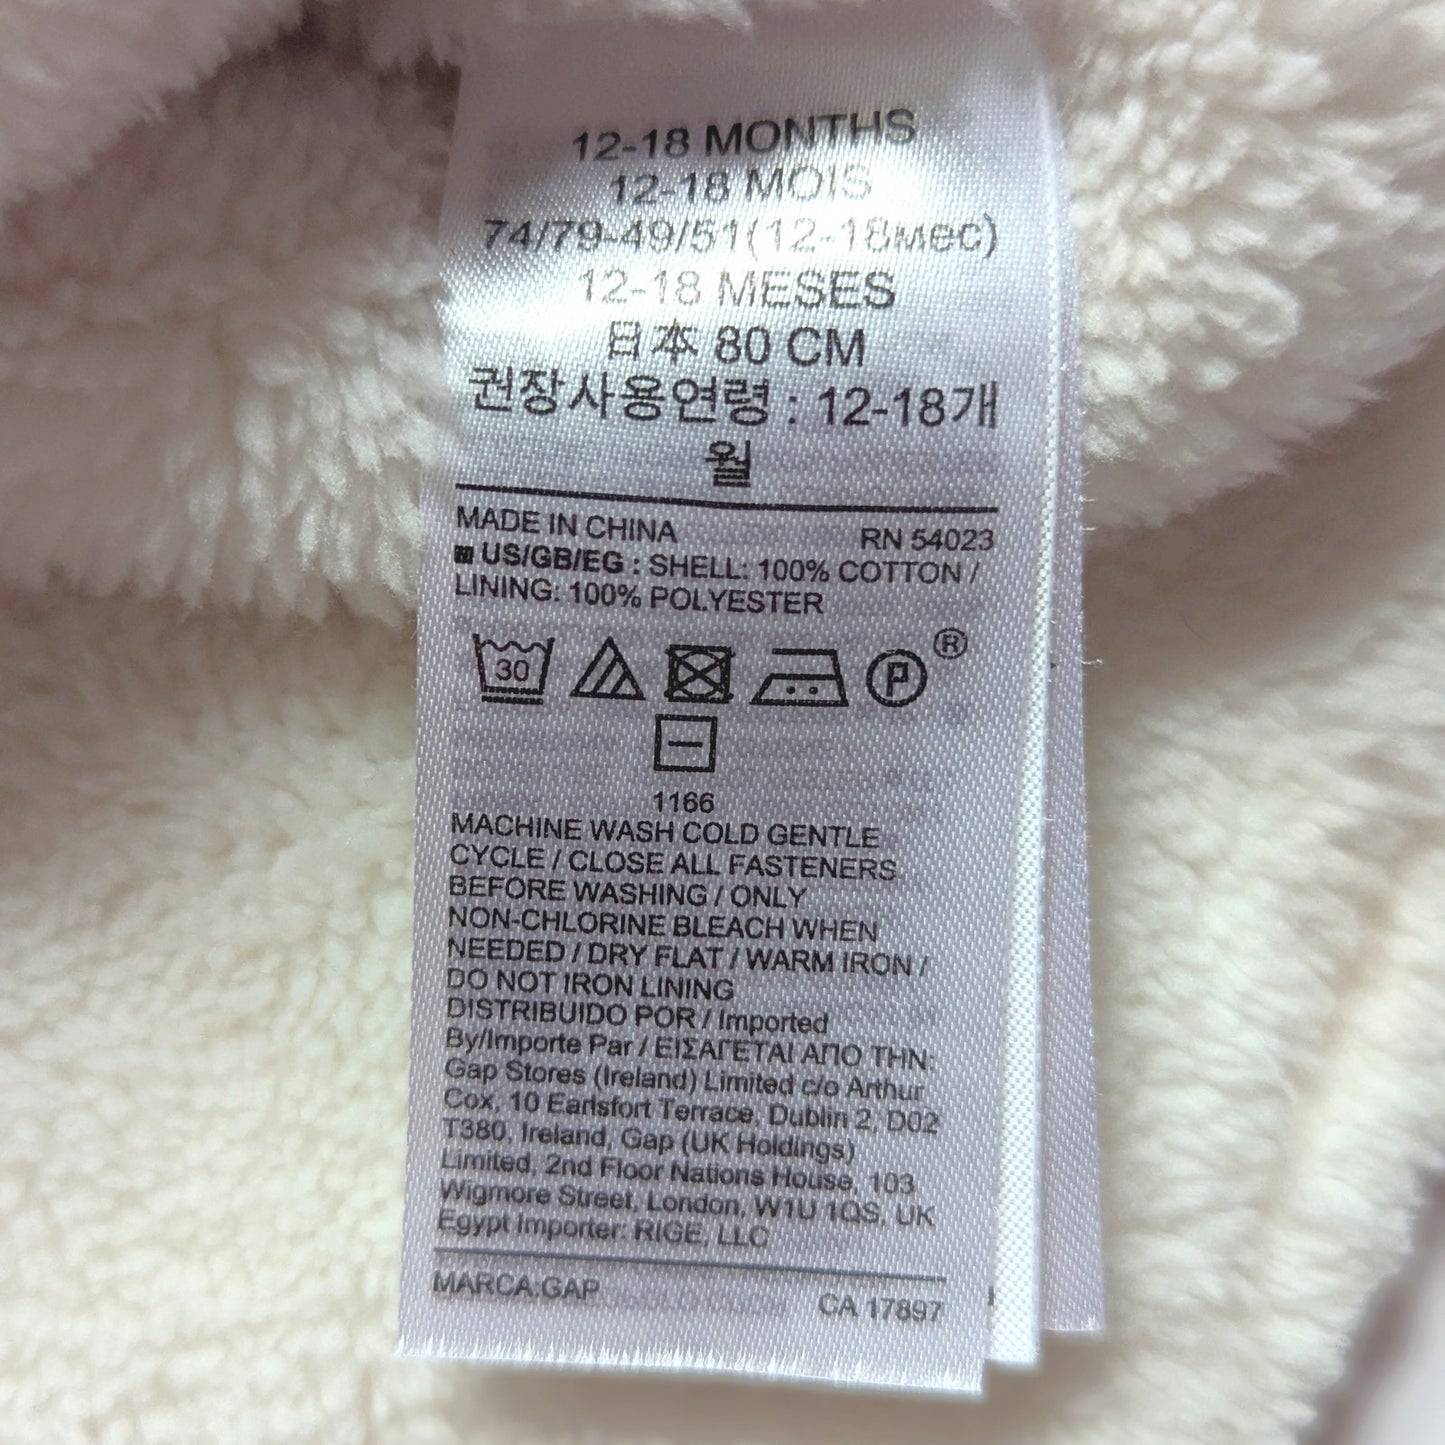 12-18 MONTHS
12-18 MOIS
74/79-49/51(12-18мес)
12-18 MESES
日本 80 CM
권장사용연령 : 12-18개
월
MADE IN CHINA RN 54023
US/GB/EG : SHELL: 100% COTTON /
LINING: 100% POLYESTER
30 P ®
1166
MACHINE WASH COLD GENTLE
CYCLE / CLOSE ALL FASTENERS
BEFORE WASHING / ONLY
NON-CHLORINE BLEACH WHEN
NEEDED / DRY FLAT / WARM IRON /
DO NOT IRON LINING
DISTRIBUIDO POR / Imported
By/Importe Par / ΕΙΣΑΓΕΤΑΙ ΑΠΟ ΤΗΝ:
Gap Stores (Ireland) Limited c/o Arthur
Cox, 10 Earlsfort Terrace, Dublin 2, D02
T380, Ireland, Gap (UK Holdings)
Limited, 2nd Floor Nations House, 103
Wigmore Street, London, W1U 1QS, UK
Egypt Importer: RIGE, LLC
MARCA:GAP CA 17897